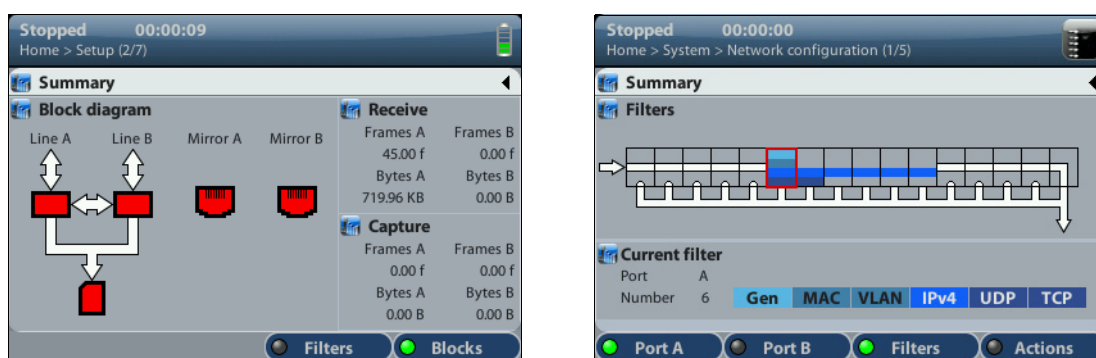 Stopped 00:00:09
Home > Setup (2/7)
Summary
Block diagram
Line A Line B Mirror A Mirror B
Receive
Frames A Frames B
45.00 f 0.00 f
Bytes A Bytes B
719.96 KB 0.00 B
Capture
Frames A Frames B
0.00 f 0.00 f
Bytes A Bytes B
0.00 B 0.00 B
Filters Blocks
Stopped 00:00:00
Home > System > Network configuration (1/5)
Summary
Filters
Current filter
Port A
Number 6 Gen MAC VLAN IPv4 UDP TCP
Port A Port B Filters Actions